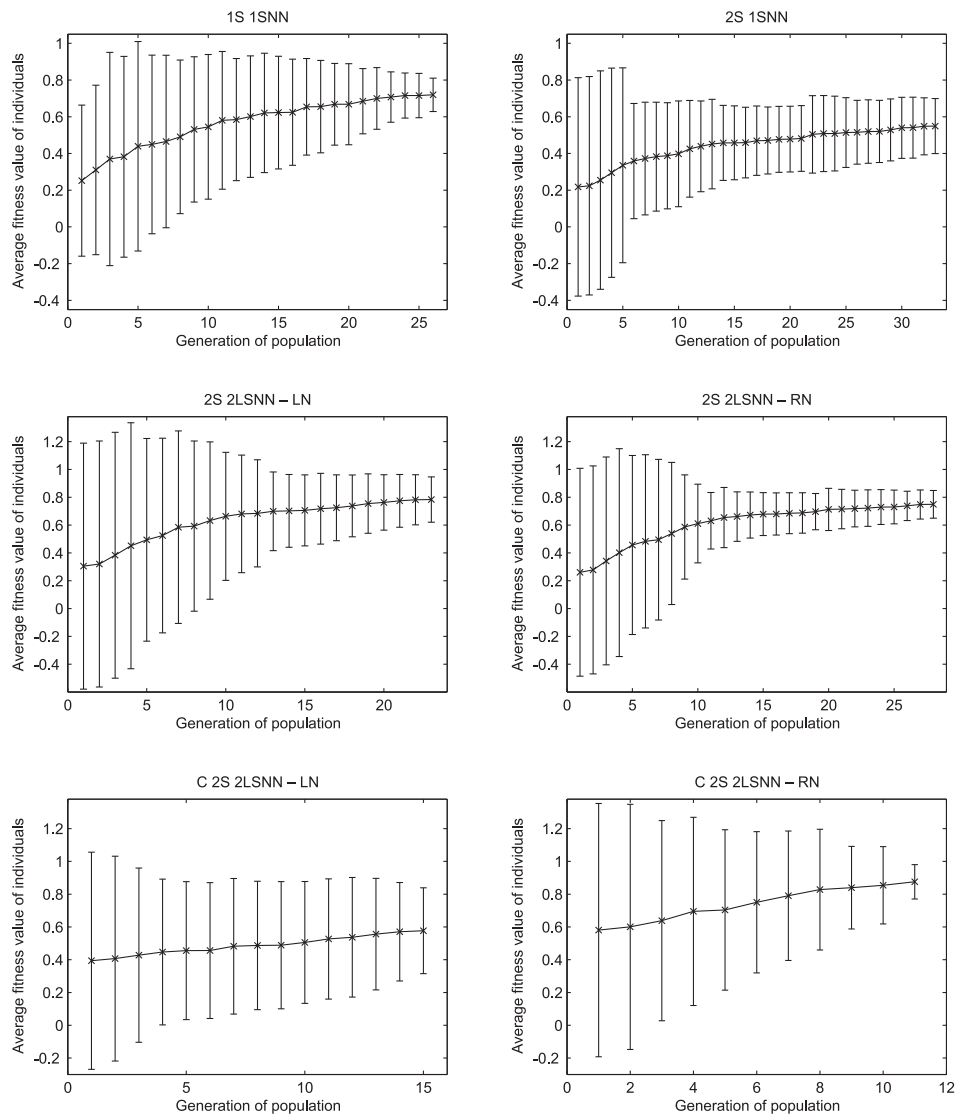 1S 1SNN
Average fitness value of individuals
1
0.8
0.6
0.4
0.2
0
-0.2
-0.4
0 5 10 15 20 25
Generation of population
2S 1SNN
Average fitness value of individuals
1
0.8
0.6
0.4
0.2
0
-0.2
-0.4
0 5 10 15 20 25 30
Generation of population
2S 2LSNN – LN
Average fitness value of individuals
1.2
1
0.8
0.6
0.4
0.2
0
-0.2
-0.4
0 5 10 15 20
Generation of population
2S 2LSNN – RN
Average fitness value of individuals
1.2
1
0.8
0.6
0.4
0.2
0
-0.2
-0.4
0 5 10 15 20 25
Generation of population
C 2S 2LSNN – LN
Average fitness value of individuals
1.2
1
0.8
0.6
0.4
0.2
0
-0.2
0 5 10 15
Generation of population
C 2S 2LSNN – RN
Average fitness value of individuals
1.2
1
0.8
0.6
0.4
0.2
0
-0.2
0 2 4 6 8 10 12
Generation of population